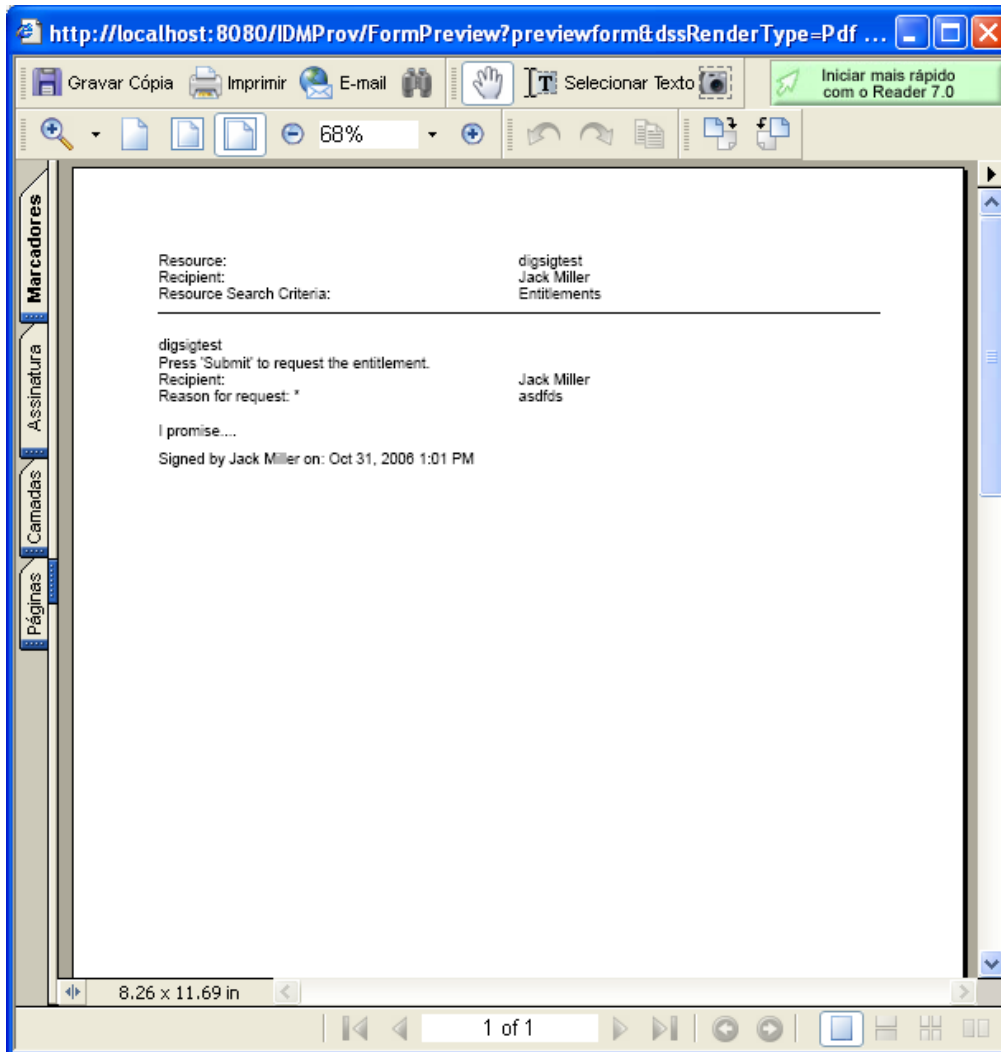 http://localhost:8080/IDMProv/FormPreview?previewform&dssRenderType=Pdf ...
Gravar Cópia Imprimir E-mail Selecionar Texto Iniciar mais rápido
com o Reader 7.0
68%
Marcadores
Assinatura
Camadas
Páginas
Resource: digsigtest
Recipient: Jack Miller
Resource Search Criteria: Entitlements
digsigtest
Press 'Submit' to request the entitlement.
Recipient: Jack Miller
Reason for request: * asdfds
I promise....
Signed by Jack Miller on: Oct 31, 2006 1:01 PM
8.26 x 11.69 in
1 of 1